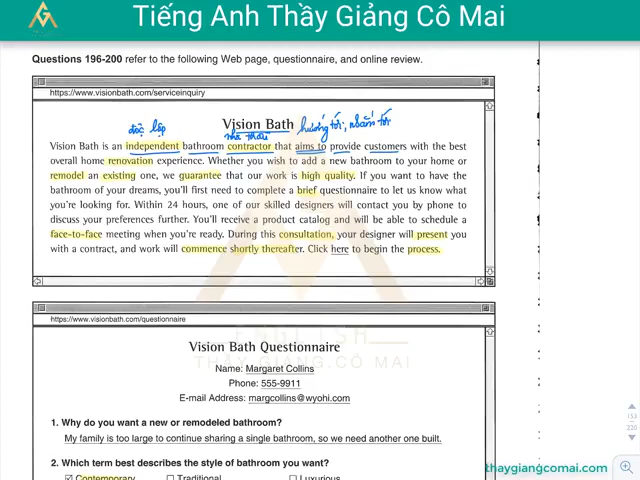 Tiếng Anh Thầy Giảng Cô Mai
Questions 196-200 refer to the following Web page, questionnaire, and online review.
https://www.visionbath.com/serviceinquiry
Vision Bath
độc lập
nhà thầu
hướng tới, nhắm tới
Vision Bath is an independent bathroom contractor that aims to provide customers with the best
overall home renovation experience. Whether you wish to add a new bathroom to your home or
remodel an existing one, we guarantee that our work is high quality. If you want to have the
bathroom of your dreams, you'll first need to complete a brief questionnaire to let us know what
you're looking for. Within 24 hours, one of our skilled designers will contact you by phone to
discuss your preferences further. You'll receive a product catalog and will be able to schedule a
face-to-face meeting when you're ready. During this consultation, your designer will present you
with a contract, and work will commence shortly thereafter. Click here to begin the process.
https://www.visionbath.com/questionnaire
ENGLISH
Vision Bath Questionnaire
THẦY GIẢNG.CÔ MAI
Name: Margaret Collins
Phone: 555-9911
E-mail Address: margcollins@wyohi.com
1. Why do you want a new or remodeled bathroom?
My family is too large to continue sharing a single bathroom, so we need another one built.
2. Which term best describes the style of bathroom you want?
Contemporary Traditional Luxurious
153
220
thaygiangcomai.com